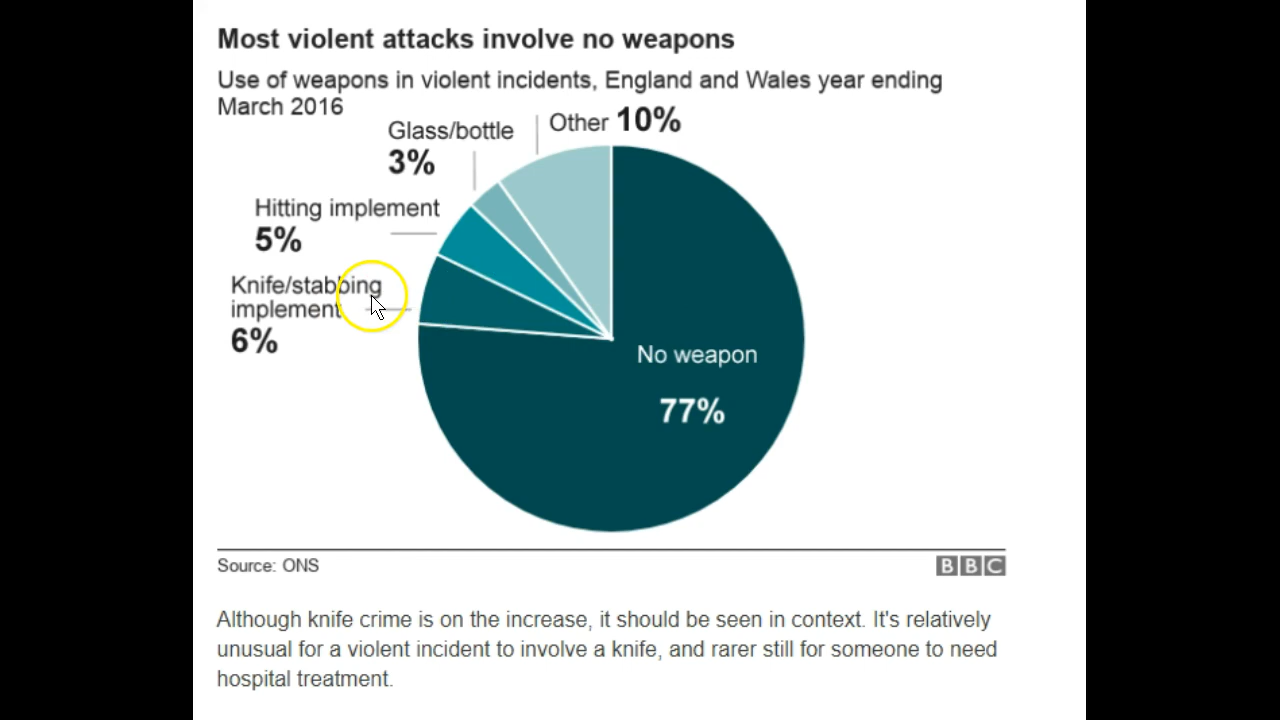 Most violent attacks involve no weapons
Use of weapons in violent incidents, England and Wales year ending
March 2016
Other 10%
Glass/bottle
3%
Hitting implement
5%
Knife/stabbing
implement
6%
No weapon
77%
Source: ONS
BBC
Although knife crime is on the increase, it should be seen in context. It's relatively
unusual for a violent incident to involve a knife, and rarer still for someone to need
hospital treatment.